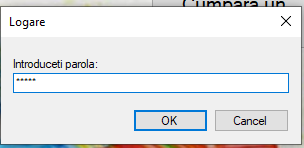 Cumpara un
Logare
Introduceti parola:
*****
OK
Cancel